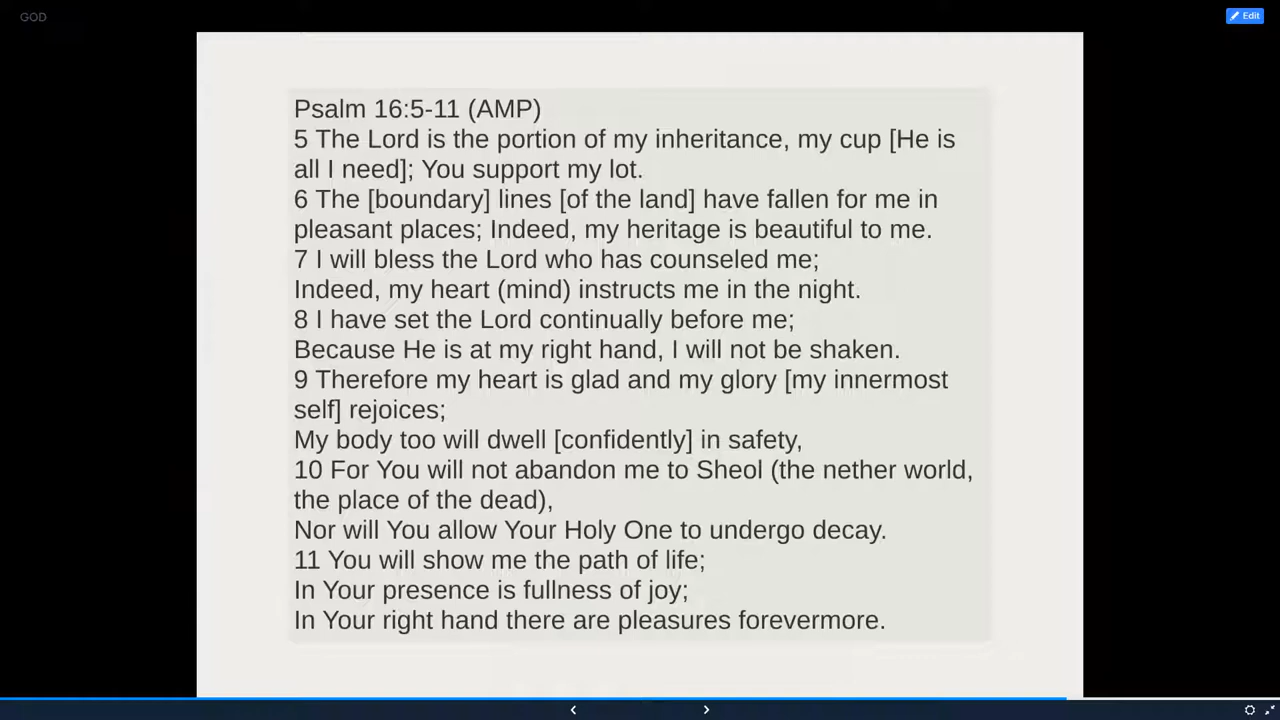 GOD
Edit
Psalm 16:5-11 (AMP)
5 The Lord is the portion of my inheritance, my cup [He is
all I need]; You support my lot.
6 The [boundary] lines [of the land] have fallen for me in
pleasant places; Indeed, my heritage is beautiful to me.
7 I will bless the Lord who has counseled me;
Indeed, my heart (mind) instructs me in the night.
8 I have set the Lord continually before me;
Because He is at my right hand, I will not be shaken.
9 Therefore my heart is glad and my glory [my innermost
self] rejoices;
My body too will dwell [confidently] in safety,
10 For You will not abandon me to Sheol (the nether world,
the place of the dead),
Nor will You allow Your Holy One to undergo decay.
11 You will show me the path of life;
In Your presence is fullness of joy;
In Your right hand there are pleasures forevermore.